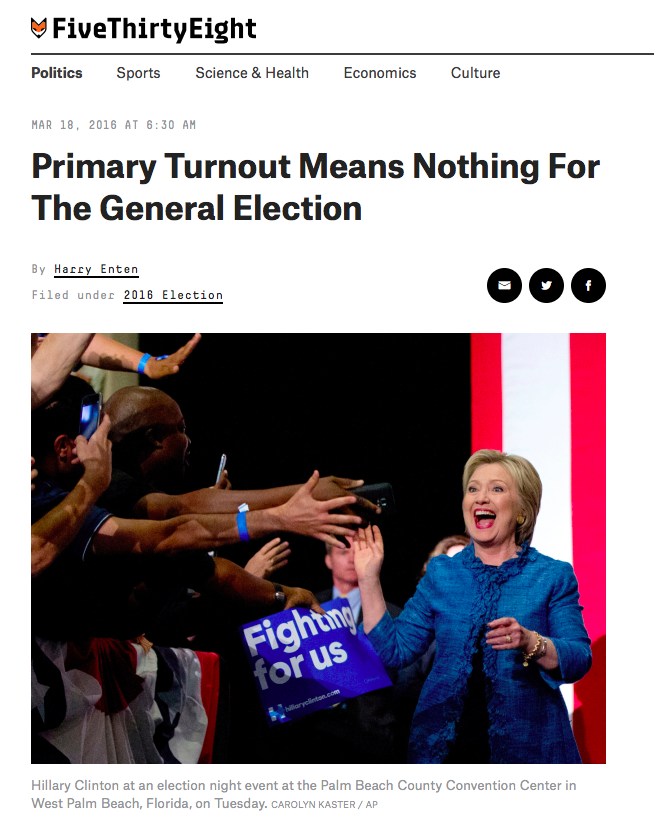 FiveThirtyEight
Politics Sports Science & Health Economics Culture
MAR 18, 2016 AT 6:30 AM
Primary Turnout Means Nothing For
The General Election
By Harry Enten
Filed under 2016 Election
Fighting
for us
hillaryclinton.com
Hillary Clinton at an election night event at the Palm Beach County Convention Center in
West Palm Beach, Florida, on Tuesday. CAROLYN KASTER / AP